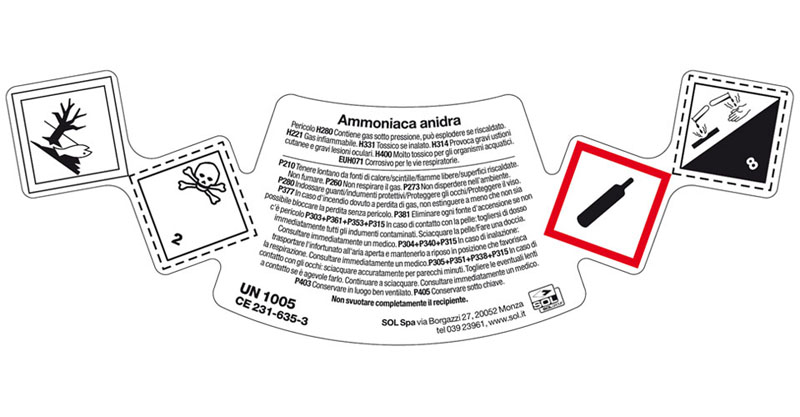 Ammoniaca anidra
Pericolo H280 Contiene gas sotto pressione, può esplodere se riscaldato.
H221 Gas infiammabile. H331 Tossico se inalato. H314 Provoca gravi ustioni
cutanee e gravi lesioni oculari. H400 Molto tossico per gli organismi acquatici.
EUH071 Corrosivo per le vie respiratorie.
P210 Tenere lontano da fonti di calore/scintille/fiamme libere/superfici riscaldate.
Non fumare. P260 Non respirare il gas. P273 Non disperdere nell'ambiente.
P280 Indossare guanti/indumenti protettivi/Proteggere gli occhi/Proteggere il viso.
P377 In caso d'incendio dovuto a perdita di gas, non estinguere a meno che non sia
possibile bloccare la perdita senza pericolo. P381 Eliminare ogni fonte d'accensione se non
c'è pericolo P303+P361+P353+P315 In caso di contatto con la pelle: togliersi di dosso
immediatamente tutti gli indumenti contaminati. Sciacquare la pelle/Fare una doccia.
Consultare immediatamente un medico. P304+P340+P315 In caso di inalazione:
trasportare l'infortunato all'aria aperta e mantenerlo a riposo in posizione che favorisca
la respirazione. Consultare immediatamente un medico. P305+P351+P338+P315 In caso di
contatto con gli occhi: sciacquare accuratamente per parecchi minuti. Togliere le eventuali lenti
a contatto se è agevole farlo. Continuare a sciacquare. Consultare immediatamente un medico.
P403 Conservare in luogo ben ventilato. P405 Conservare sotto chiave.
Non svuotare completamente il recipiente.
UN 1005
CE 231-635-3
SOL Spa via Borgazzi 27, 20052 Monza
tel 039 23961, www.sol.it
SOL
2
8